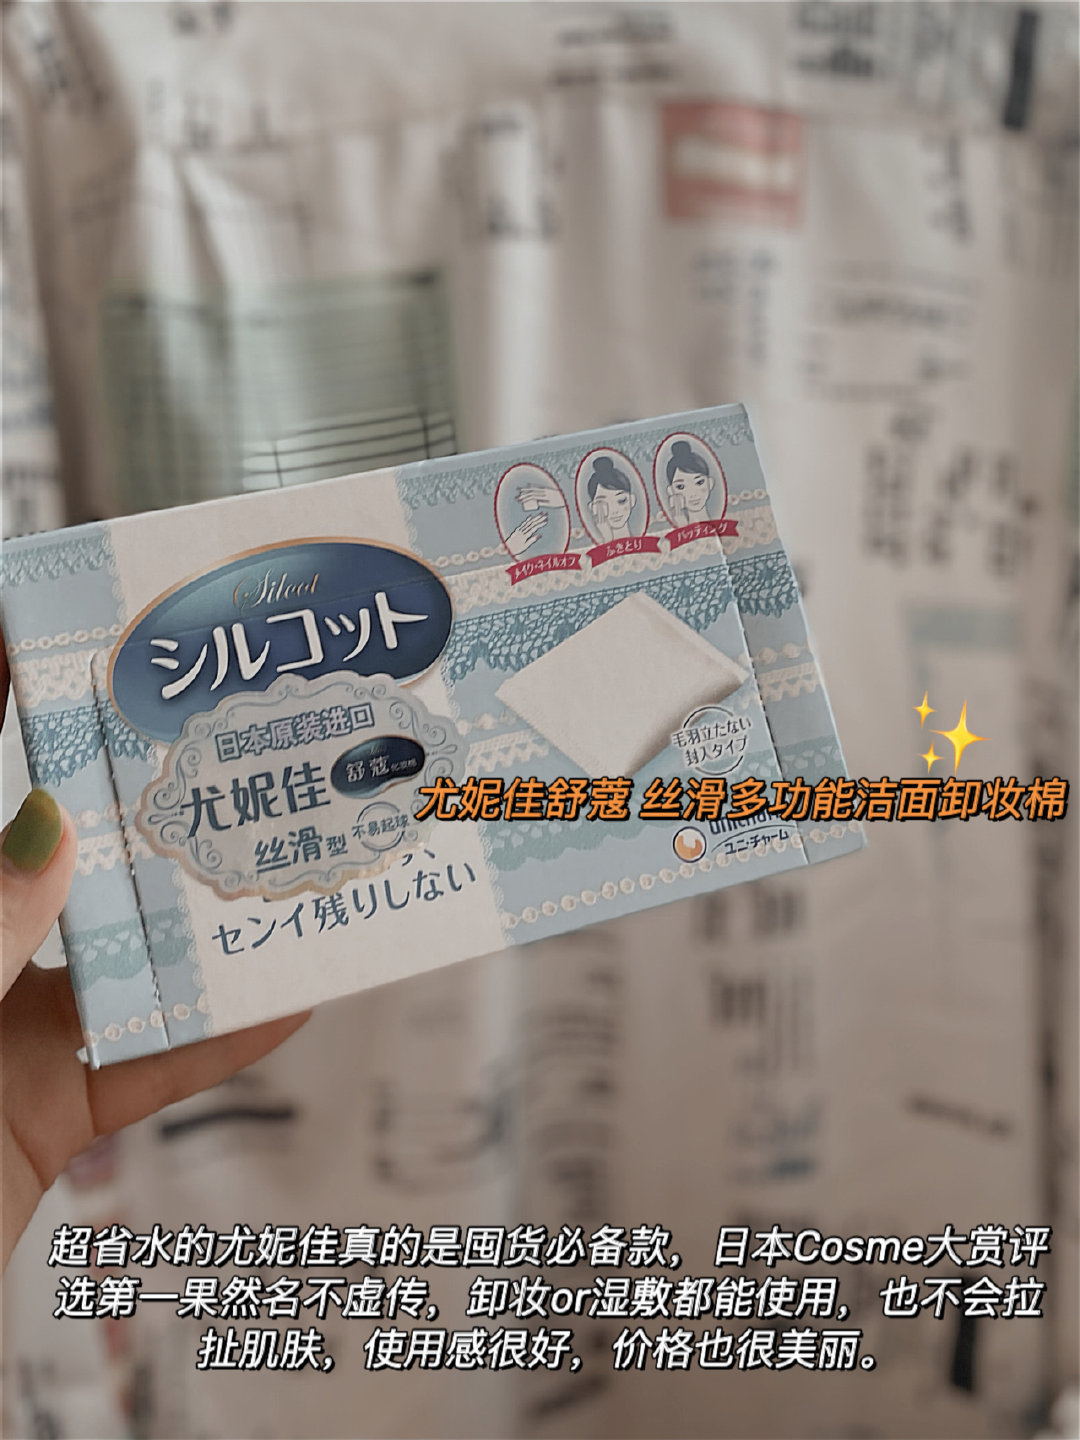 メイク・ネイルオフ
ふきとり
パッティング
Silcot
シルコット
日本原装进口
尤妮佳
舒蔻
化妆棉
丝滑型
不易起球
毛羽立たない
封入タイプ
尤妮佳舒蔻 丝滑多功能洁面卸妆棉
ユニ・チャーム
センイ残りしない
超省水的尤妮佳真的是囤货必备款，日本Cosme大赏评
选第一果然名不虚传，卸妆or湿敷都能使用，也不会拉
扯肌肤，使用感很好，价格也很美丽。